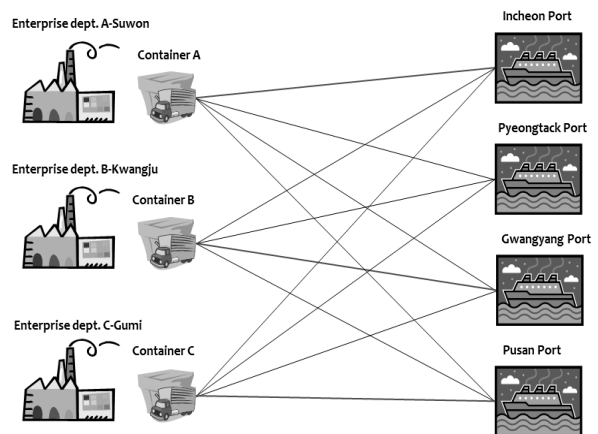 Enterprise dept. A-Suwon
Container A
Incheon Port
Pyeongtack Port
Enterprise dept. B-Kwangju
Container B
Gwangyang Port
Enterprise dept. C-Gumi
Container C
Pusan Port